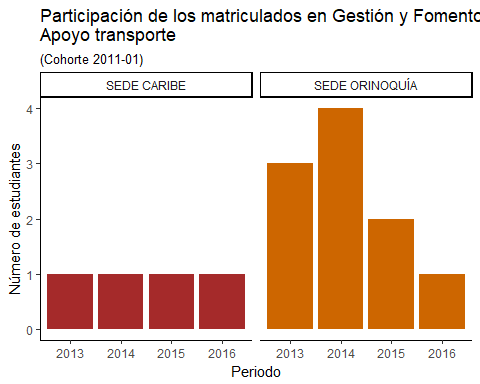 Participación de los matriculados en Gestión y Fomento
Apoyo transporte
(Cohorte 2011-01)
SEDE CARIBE
SEDE ORINOQUÍA
Número de estudiantes
4
3
2
1
0
2013 2014 2015 2016
2013 2014 2015 2016
Periodo